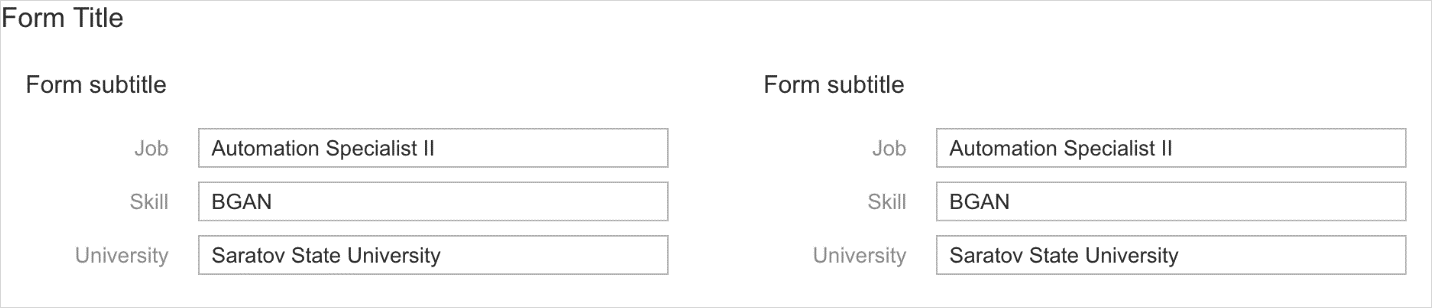 Form Title
Form subtitle
Job Automation Specialist II
Skill BGAN
University Saratov State University
Form subtitle
Job Automation Specialist II
Skill BGAN
University Saratov State University